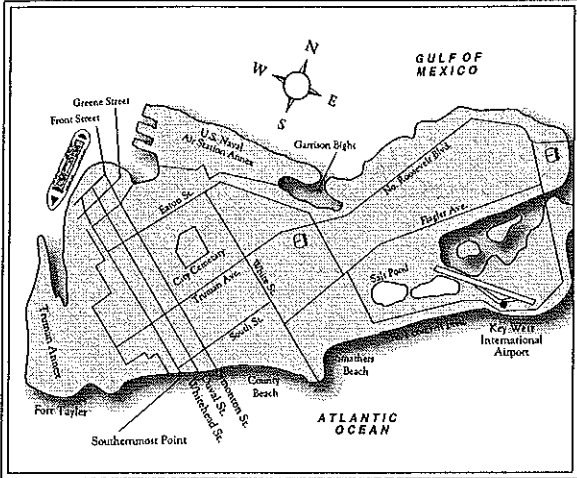 GULF OF
MEXICO
N
W
E
S
Greene Street
Front Street
U.S. Naval
Air Station Annex
Garrison Bight
No. Roosevelt Blvd.
Eaton St.
Flagler Ave.
City Cemetary
Truman Ave.
White St.
Salt Pond
South St.
Truman Annex
Key West
International
Airport
Smathers
Beach
County
Beach
Simonton St.
Duval St.
Whitehead St.
Fort Tayler
Southernmost Point
ATLANTIC
OCEAN